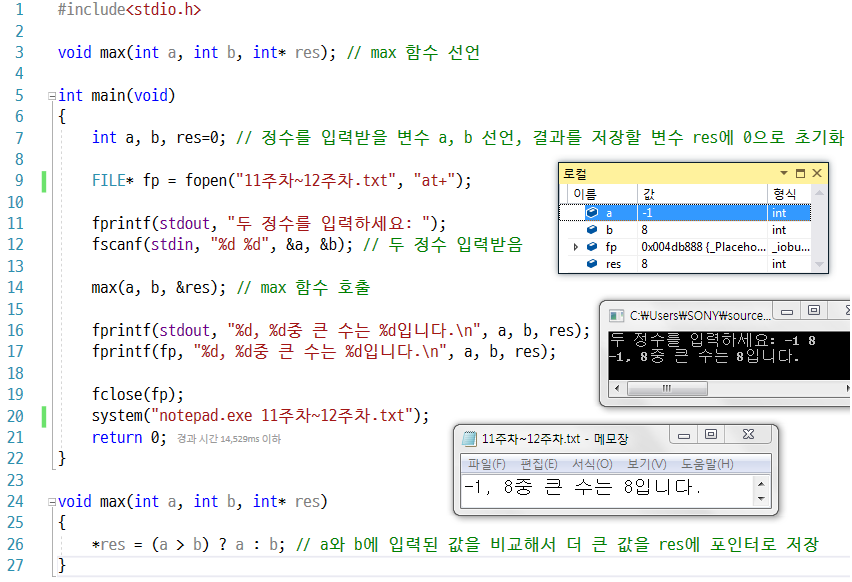 1 #include<stdio.h>
2
3 void max(int a, int b, int* res); // max 함수 선언
4
5 int main(void)
6 {
7 int a, b, res=0; // 정수를 입력받을 변수 a, b 선언, 결과를 저장할 변수 res에 0으로 초기화
8
9 FILE* fp = fopen("11주차~12주차.txt", "at+");
10
11 fprintf(stdout, "두 정수를 입력하세요: ");
12 fscanf(stdin, "%d %d", &a, &b); // 두 정수 입력받음
13
14 max(a, b, &res); // max 함수 호출
15
16 fprintf(stdout, "%d, %d중 큰 수는 %d입니다.\n", a, b, res);
17 fprintf(fp, "%d, %d중 큰 수는 %d입니다.\n", a, b, res);
18
19 fclose(fp);
20 system("notepad.exe 11주차~12주차.txt");
21 return 0; 경과 시간 14,529ms 이하
22 }
23
24 void max(int a, int b, int* res)
25 {
26 *res = (a > b) ? a : b; // a와 b에 입력된 값을 비교해서 더 큰 값을 res에 포인터로 저장
27 }
로컬
이름 값 형식
a -1 int
b 8 int
fp 0x004db888 {_Placeho... _iobu...
res 8 int
C:₩Users₩SONY₩source...
두 정수를 입력하세요: -1 8
-1, 8중 큰 수는 8입니다.
11주차~12주차.txt - 메모장
파일(F) 편집(E) 서식(O) 보기(V) 도움말(H)
-1, 8중 큰 수는 8입니다.